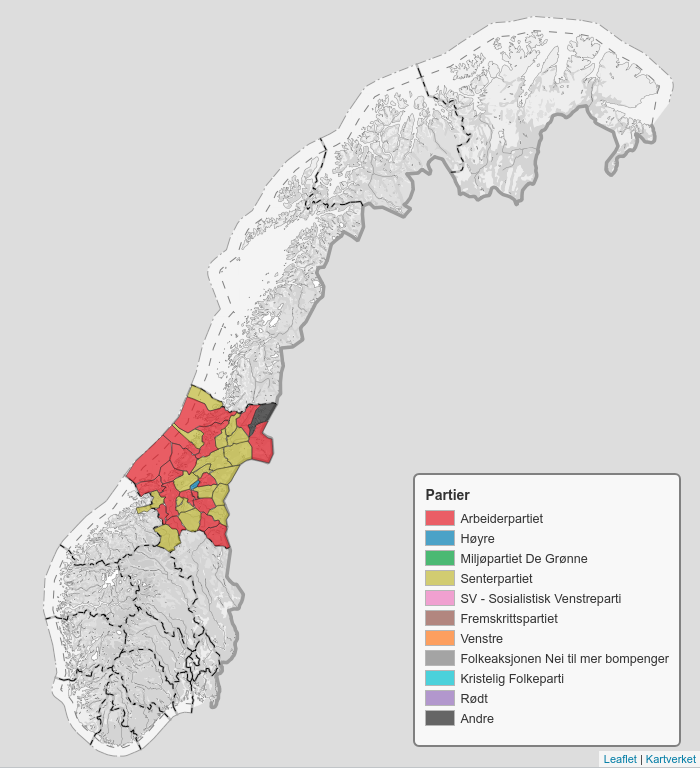 Partier
Arbeiderpartiet
Høyre
Miljøpartiet De Grønne
Senterpartiet
SV - Sosialistisk Venstreparti
Fremskrittspartiet
Venstre
Folkeaksjonen Nei til mer bompenger
Kristelig Folkeparti
Rødt
Andre
Leaflet | Kartverket